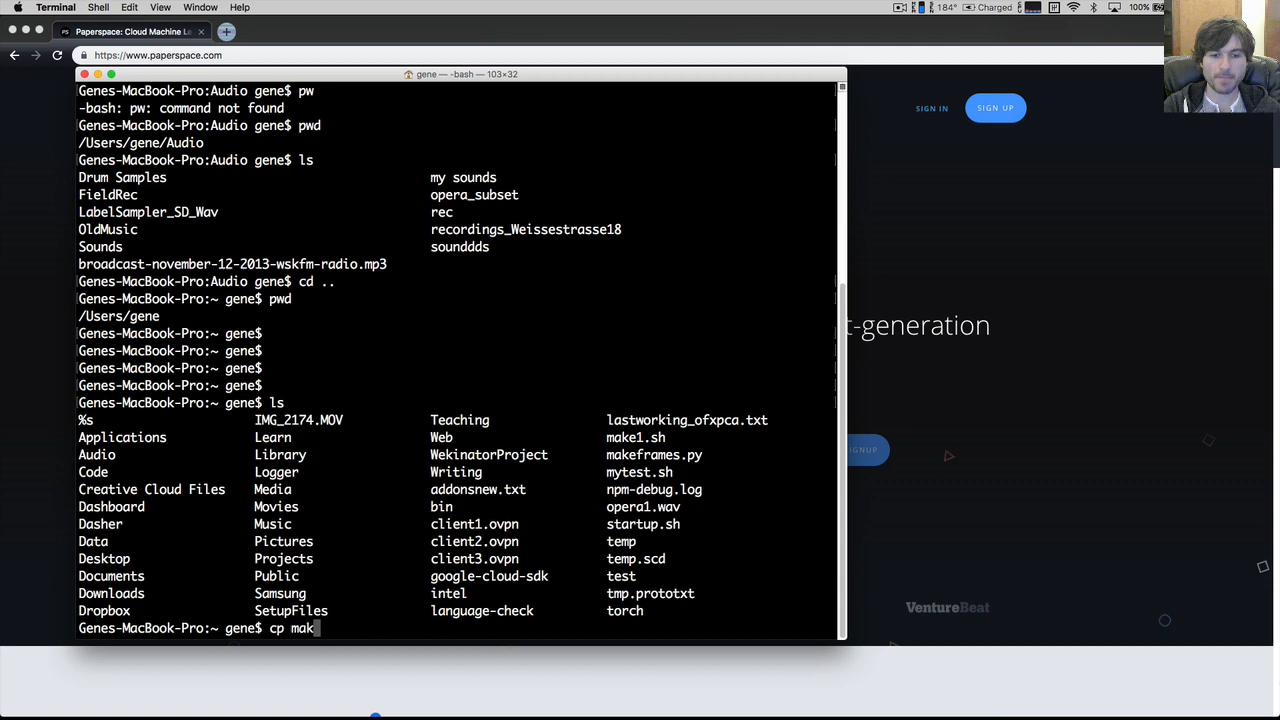 Terminal Shell Edit View Window Help 184° Charged 100%
Paperspace: Cloud Machine Le
https://www.paperspace.com
gene — -bash — 103×32
Genes-MacBook-Pro:Audio gene$ pw
-bash: pw: command not found
Genes-MacBook-Pro:Audio gene$ pwd
/Users/gene/Audio
Genes-MacBook-Pro:Audio gene$ ls
Drum Samples my sounds
FieldRec opera_subset
LabelSampler_SD_Wav rec
OldMusic recordings_Weissestrasse18
Sounds sounddds
broadcast-november-12-2013-wskfm-radio.mp3
Genes-MacBook-Pro:Audio gene$ cd ..
Genes-MacBook-Pro:~ gene$ pwd
/Users/gene
Genes-MacBook-Pro:~ gene$
Genes-MacBook-Pro:~ gene$
Genes-MacBook-Pro:~ gene$
Genes-MacBook-Pro:~ gene$
Genes-MacBook-Pro:~ gene$ ls
%s IMG_2174.MOV Teaching lastworking_ofxpca.txt
Applications Learn Web make1.sh
Audio Library WekinatorProject makeframes.py
Code Logger Writing mytest.sh
Creative Cloud Files Media addonsnew.txt npm-debug.log
Dashboard Movies bin opera1.wav
Dasher Music client1.ovpn startup.sh
Data Pictures client2.ovpn temp
Desktop Projects client3.ovpn temp.scd
Documents Public google-cloud-sdk test
Downloads Samsung intel tmp.prototxt
Dropbox SetupFiles language-check torch
Genes-MacBook-Pro:~ gene$ cp mak
SIGN IN SIGN UP
t-generation
SIGNUP
VentureBeat